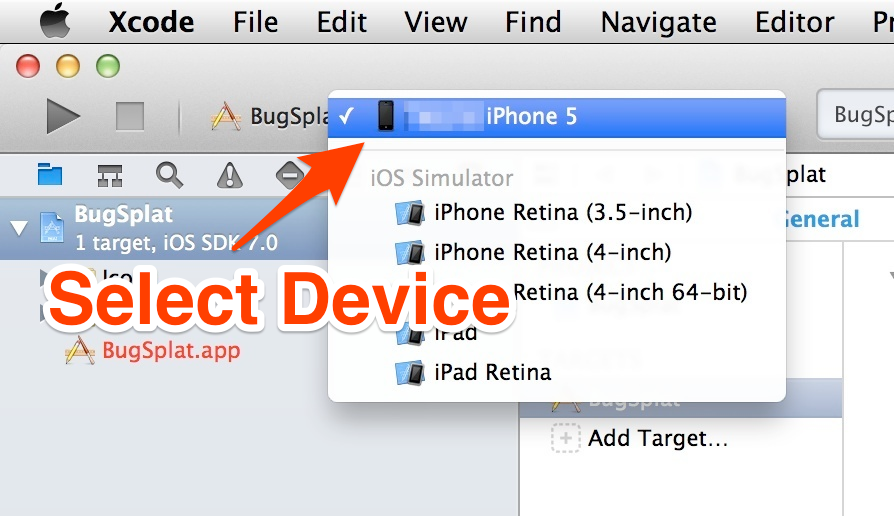 Xcode File Edit View Find Navigate Editor Pr
BugSpla
✓ iPhone 5
BugSp
iOS Simulator
plat
BugSplat
1 target, iOS SDK 7.0
iPhone Retina (3.5-inch)
General
iPhone Retina (4-inch)
Ico
Select Device
Retina (4-inch 64-bit)
iPad
BugSplat.app
iPad Retina
BugSplat
Add Target...